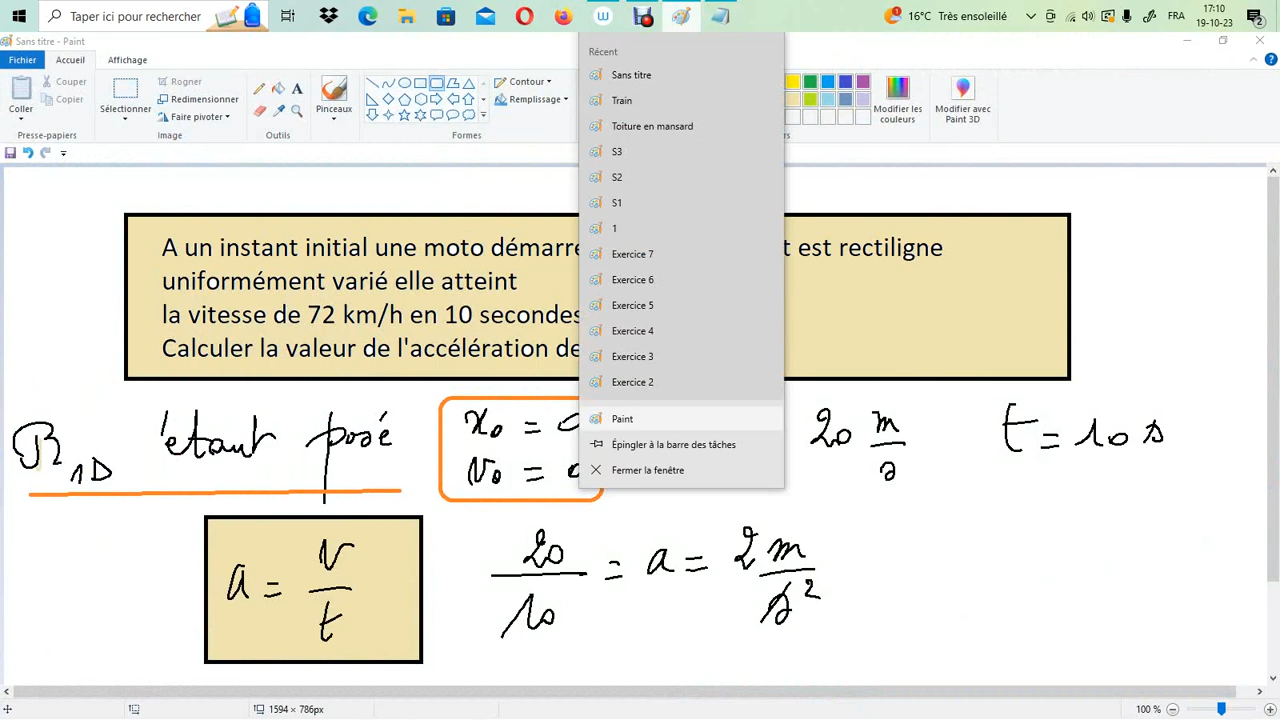 Taper ici pour rechercher
16°C Très ensoleillé
FRA
17:10
19-10-23
2
Sans titre - Paint
Fichier
Accueil
Affichage
Coller
Couper
Copier
Presse-papiers
Sélectionner
Rogner
Redimensionner
Faire pivoter
Image
A
Outils
Pinceaux
Contour
Remplissage
Formes
Modifier les
couleurs
Modifier avec
Paint 3D
Récent
Sans titre
Train
Toiture en mansard
S3
S2
S1
1
Exercice 7
Exercice 6
Exercice 5
Exercice 4
Exercice 3
Exercice 2
Paint
Épingler à la barre des tâches
Fermer la fenêtre
A un instant initial une moto démarre t est rectiligne
uniformément varié elle atteint
la vitesse de 72 km/h en 10 secondes
Calculer la valeur de l'accélération de
R1D étant posé
x0 = 0
v0 = 0
20 m/s
t = 10 s
a = v/t
20/10 = a = 2 m/s²
1594 × 786px
100 %